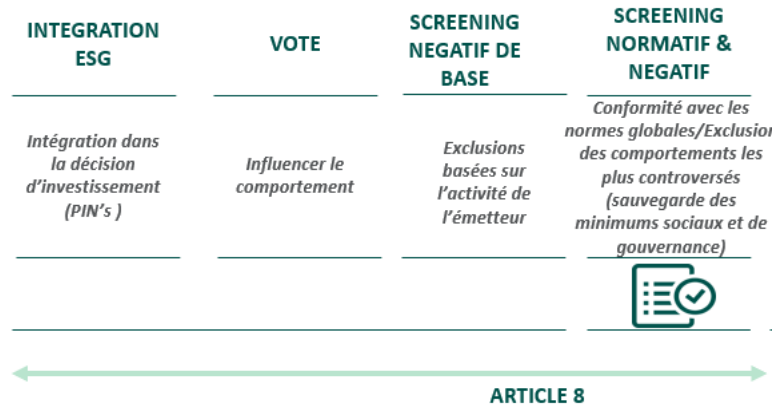 INTEGRATION
ESG
VOTE
SCREENING
NEGATIF DE
BASE
SCREENING
NORMATIF &
NEGATIF
Intégration dans
la décision
d'investissement
(PIN's )
Influencer le
comportement
Exclusions
basées sur
l'activité de
l'émetteur
Conformité avec les
normes globales/Exclusion
des comportements les
plus controversés
(sauvegarde des
minimums sociaux et de
gouvernance)
ARTICLE 8